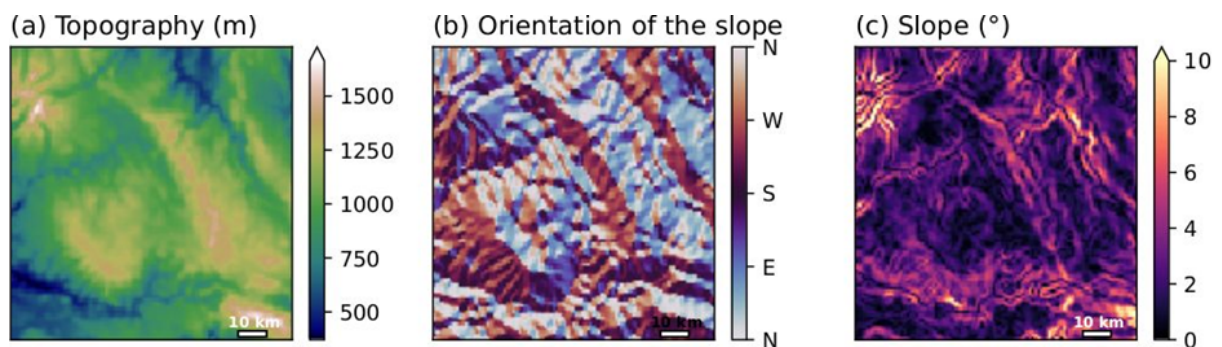 (a) Topography (m)
1500
1250
1000
750
500
10 km
(b) Orientation of the slope
N
W
S
E
N
10 km
(c) Slope (°)
10
8
6
4
2
0
10 km